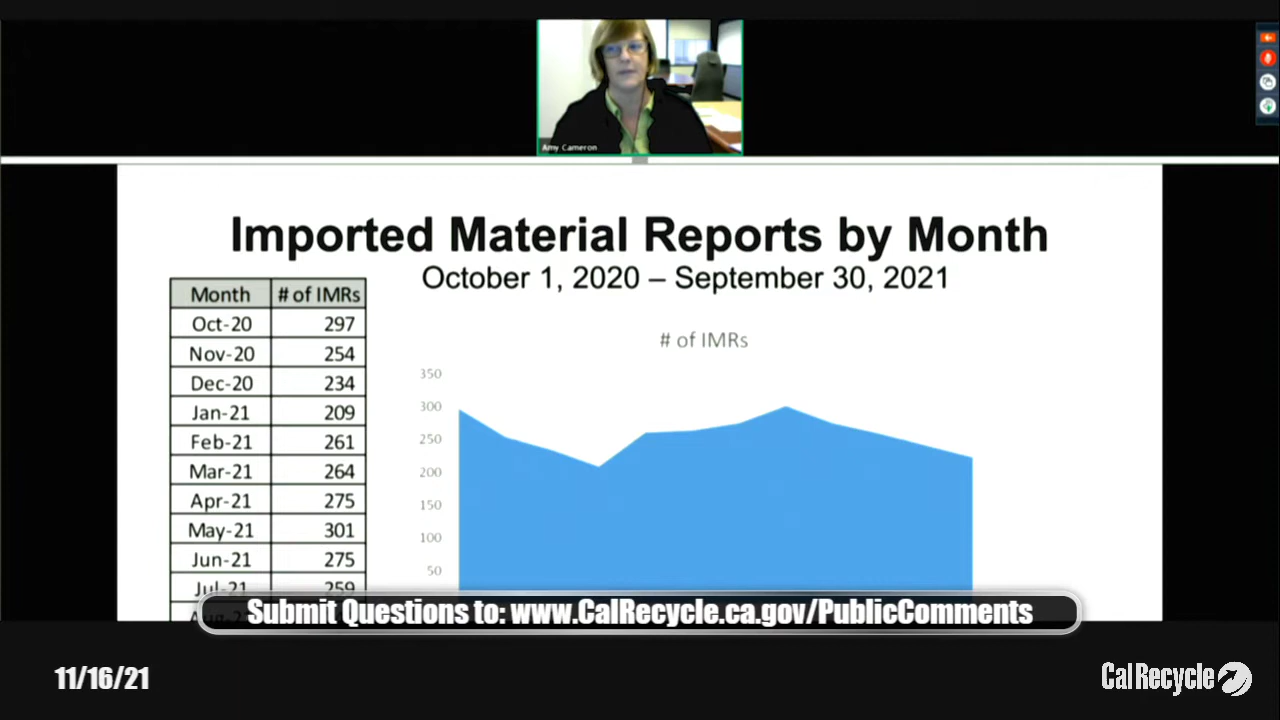 Amy Cameron
Imported Material Reports by Month
October 1, 2020 – September 30, 2021
Month # of IMRs
Oct-20 297
Nov-20 254
Dec-20 234
Jan-21 209
Feb-21 261
Mar-21 264
Apr-21 275
May-21 301
Jun-21 275
Jul-21 259
# of IMRs
350
300
250
200
150
100
50
Submit Questions to: www.CalRecycle.ca.gov/PublicComments
11/16/21
CalRecycle